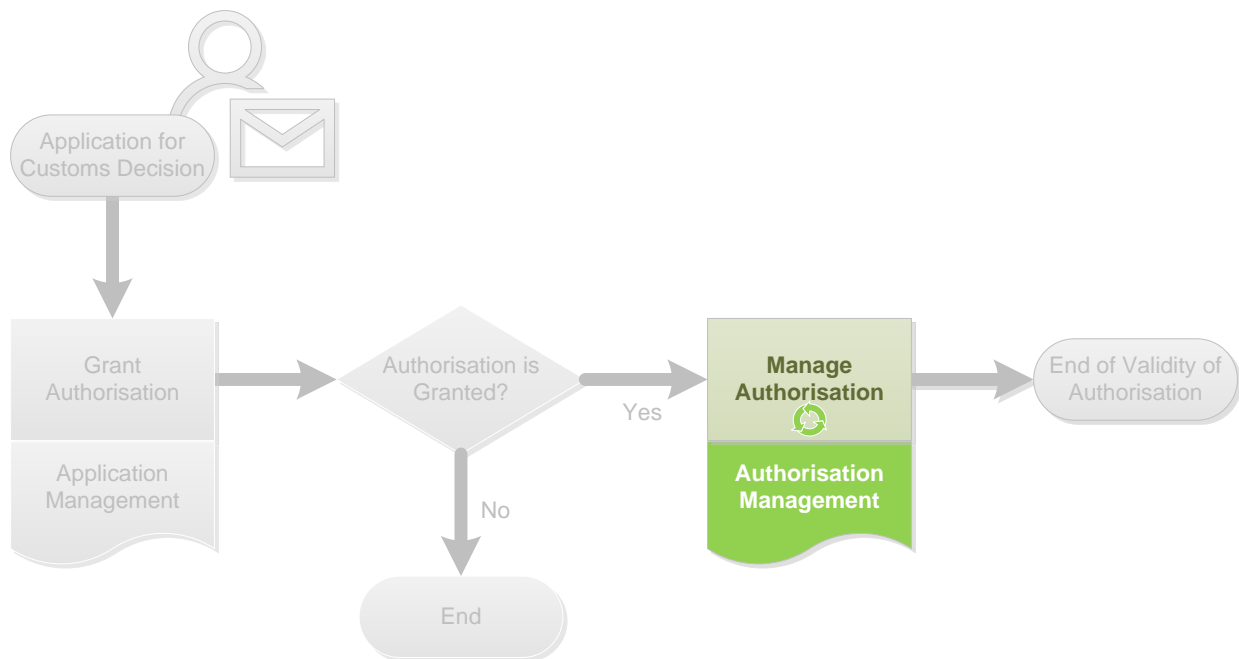 Application for
Customs Decision
Grant
Authorisation
Application
Management
Authorisation is
Granted?
Yes
No
End
Manage
Authorisation
Authorisation
Management
End of Validity of
Authorisation